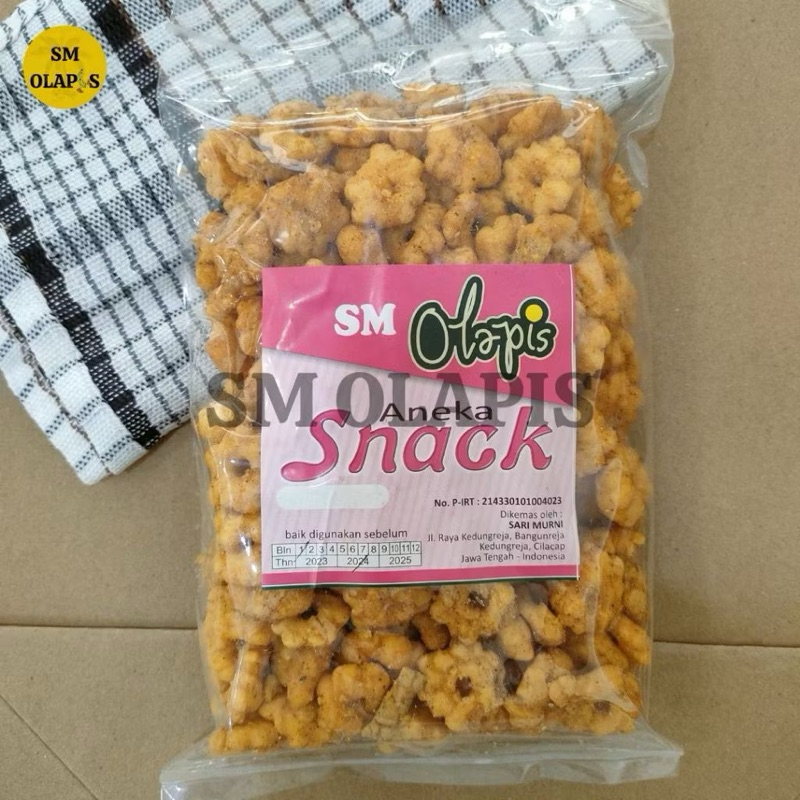 SM
OLAPIS
SM Olapis
SM OLAPIS
Aneka
Snack
No. P-IRT : 214330101004023
Dikemas oleh :
SARI MURNI
Jl. Raya Kedungreja, Bangunreja
Kedungreja, Cilacap
Jawa Tengah - Indonesia
baik digunakan sebelum
Bln 1 2 3 4 5 6 7 8 9 10 11 12
Thn 2023 2024 2025